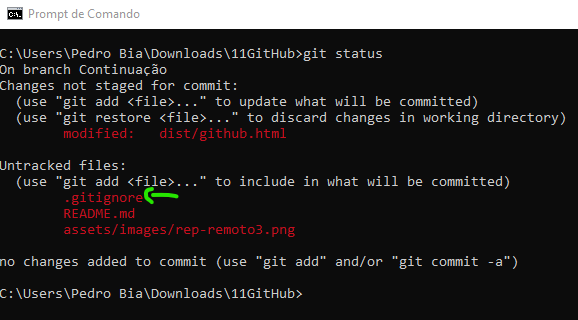 Prompt de Comando
C:\Users\Pedro Bia\Downloads\11GitHub>git status
On branch Continuação
Changes not staged for commit:
  (use "git add <file>..." to update what will be committed)
  (use "git restore <file>..." to discard changes in working directory)
        modified:   dist/github.html

Untracked files:
  (use "git add <file>..." to include in what will be committed)
        .gitignore
        README.md
        assets/images/rep-remoto3.png

no changes added to commit (use "git add" and/or "git commit -a")

C:\Users\Pedro Bia\Downloads\11GitHub>